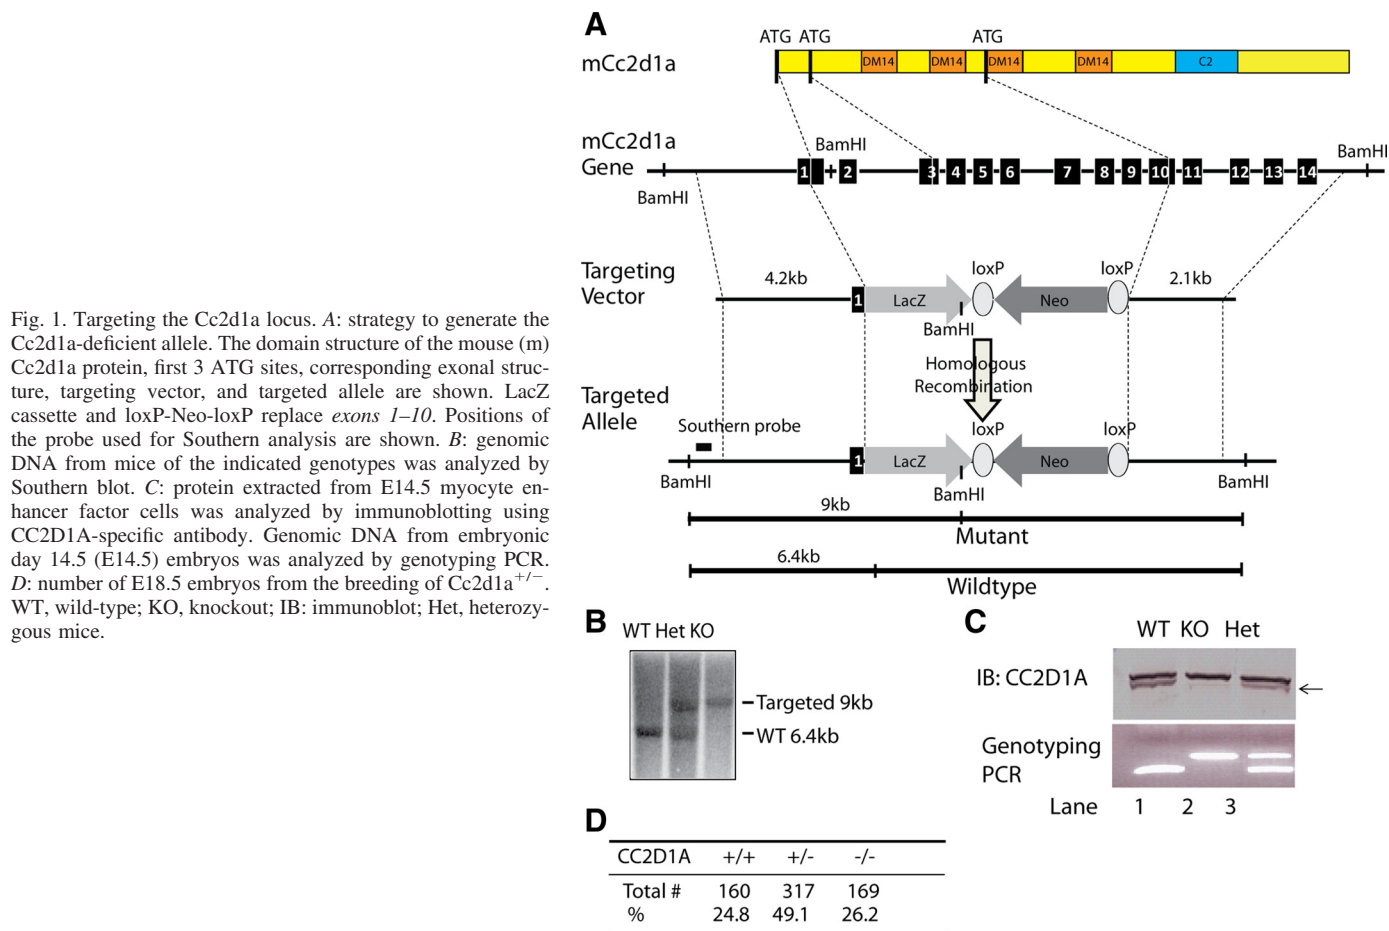 Fig. 1. Targeting the Cc2d1a locus. A: strategy to generate the
Cc2d1a-deficient allele. The domain structure of the mouse (m)
Cc2d1a protein, first 3 ATG sites, corresponding exonal struc-
ture, targeting vector, and targeted allele are shown. LacZ
cassette and loxP-Neo-loxP replace exons 1–10. Positions of
the probe used for Southern analysis are shown. B: genomic
DNA from mice of the indicated genotypes was analyzed by
Southern blot. C: protein extracted from E14.5 myocyte en-
hancer factor cells was analyzed by immunoblotting using
CC2D1A-specific antibody. Genomic DNA from embryonic
day 14.5 (E14.5) embryos was analyzed by genotyping PCR.
D: number of E18.5 embryos from the breeding of Cc2d1a+/−.
WT, wild-type; KO, knockout; IB: immunoblot; Het, heterozy-
gous mice.
A
ATG ATG ATG
mCc2d1a
DM14 DM14 DM14 DM14 C2
mCc2d1a
Gene
BamHI
BamHI
1 + 2 3 4 5 6 7 8 9 10 11 12 13 14
BamHI
Targeting
Vector
4.2kb
loxP
loxP
2.1kb
1 LacZ Neo
BamHI
Homologous
Recombination
Targeted
Allele
Southern probe
loxP
loxP
1 LacZ Neo
BamHI
BamHI
BamHI
9kb
Mutant
6.4kb
Wildtype
B
WT Het KO
Targeted 9kb
WT 6.4kb
C
WT KO Het
IB: CC2D1A
Genotyping
PCR
Lane 1 2 3
D
CC2D1A +/+ +/- -/-
Total # 160 317 169
% 24.8 49.1 26.2